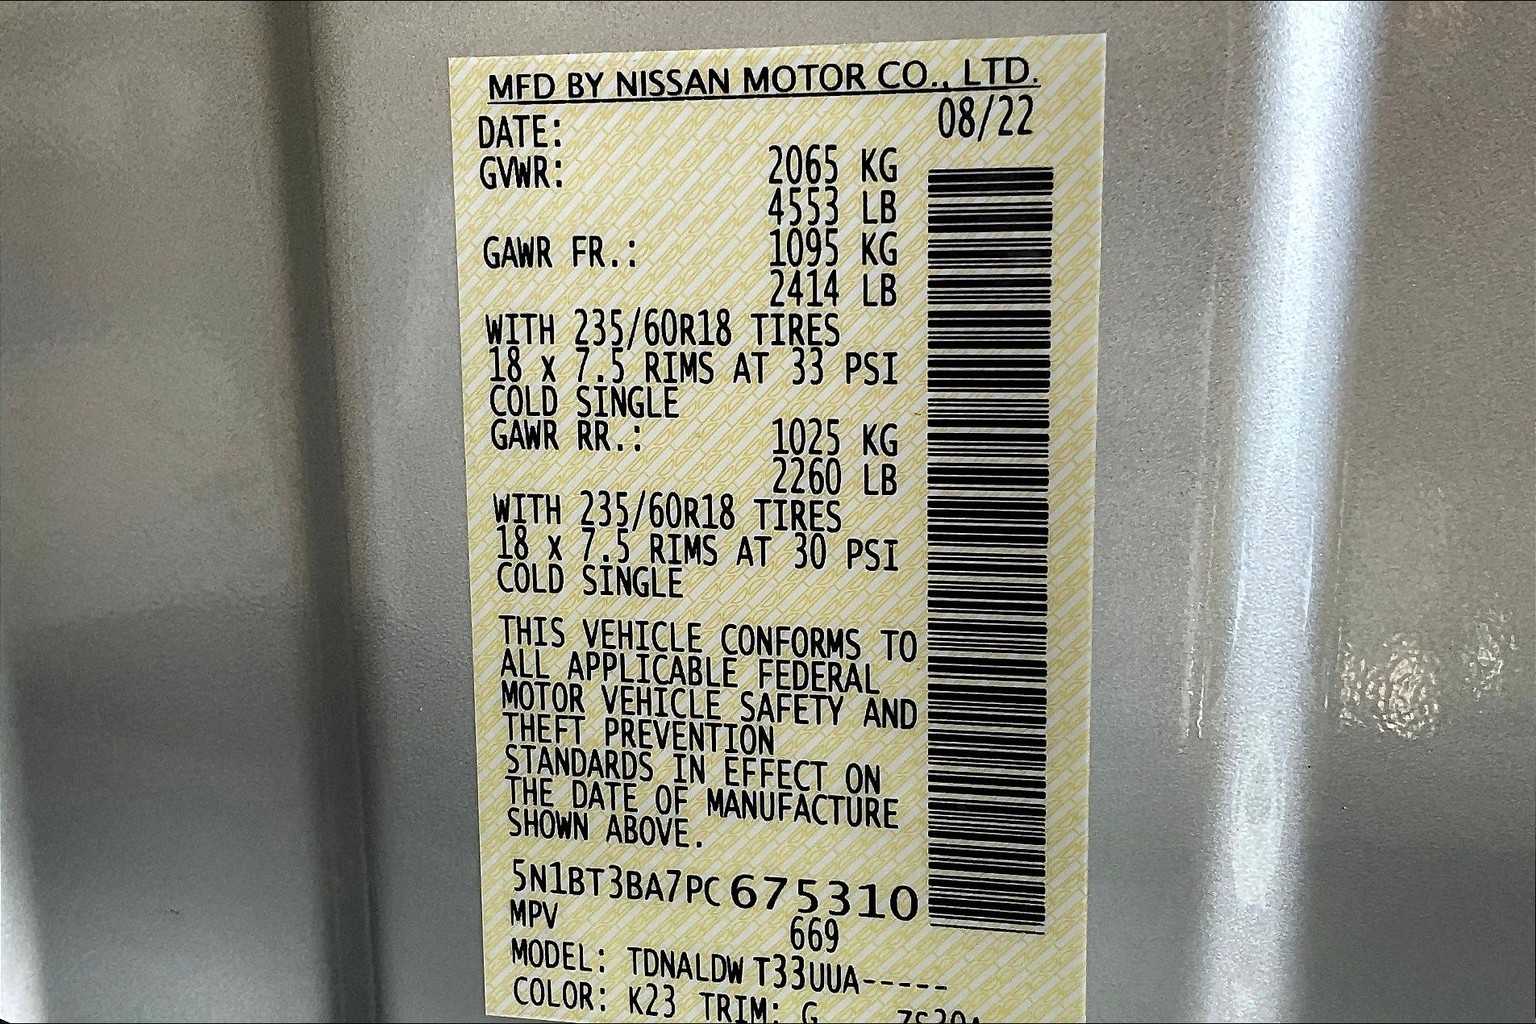 MFD BY NISSAN MOTOR CO., LTD.
DATE: 08/22
GVWR: 2065 KG
4553 LB
GAWR FR.: 1095 KG
2414 LB
WITH 235/60R18 TIRES
18 x 7.5 RIMS AT 33 PSI
COLD SINGLE
GAWR RR.: 1025 KG
2260 LB
WITH 235/60R18 TIRES
18 x 7.5 RIMS AT 30 PSI
COLD SINGLE
THIS VEHICLE CONFORMS TO
ALL APPLICABLE FEDERAL
MOTOR VEHICLE SAFETY AND
THEFT PREVENTION
STANDARDS IN EFFECT ON
THE DATE OF MANUFACTURE
SHOWN ABOVE.
5N1BT3BA7PC675310
MPV 669
MODEL: TDNALDW T33UUA-----
COLOR: K23 TRIM: G